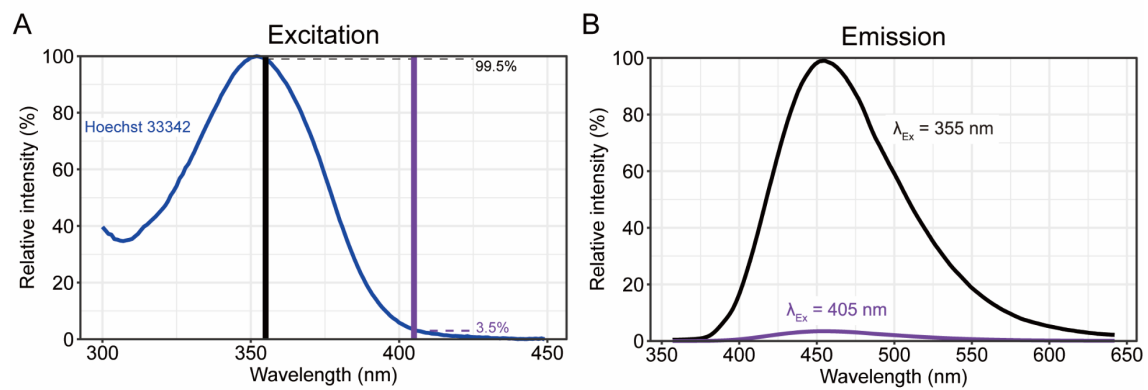 A
Excitation
Relative intensity (%)
100
80
60
40
20
0
Hoechst 33342
99.5%
3.5%
300
350
400
450
Wavelength (nm)
B
Emission
Relative intensity (%)
100
80
60
40
20
0
λEx = 355 nm
λEx = 405 nm
350
400
450
500
550
600
650
Wavelength (nm)